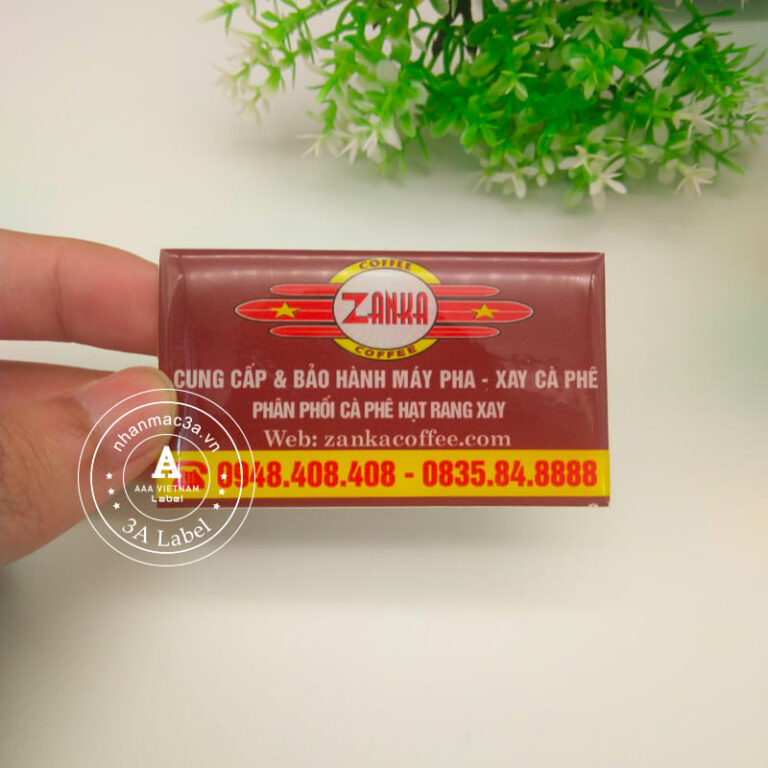 COFFEE
ZANKA
COFFEE
CUNG CẤP & BẢO HÀNH MÁY PHA - XAY CÀ PHÊ
PHÂN PHỐI CÀ PHÊ HẠT RANG XAY
Web: zankacoffee.com
0948.408.408 - 0835.84.8888
nhanmac3a.vn
A
AAA VIETNAM
Label
3A Label